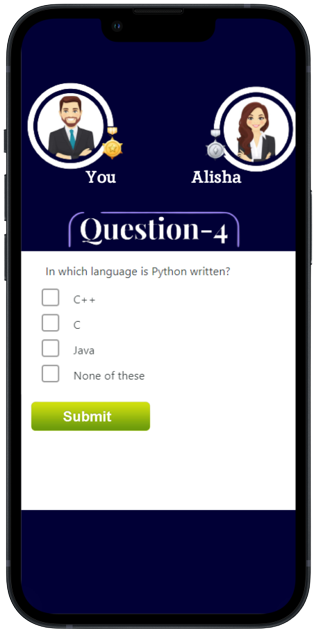 You Alisha
Question-4
In which language is Python written?
C++
C
Java
None of these
Submit